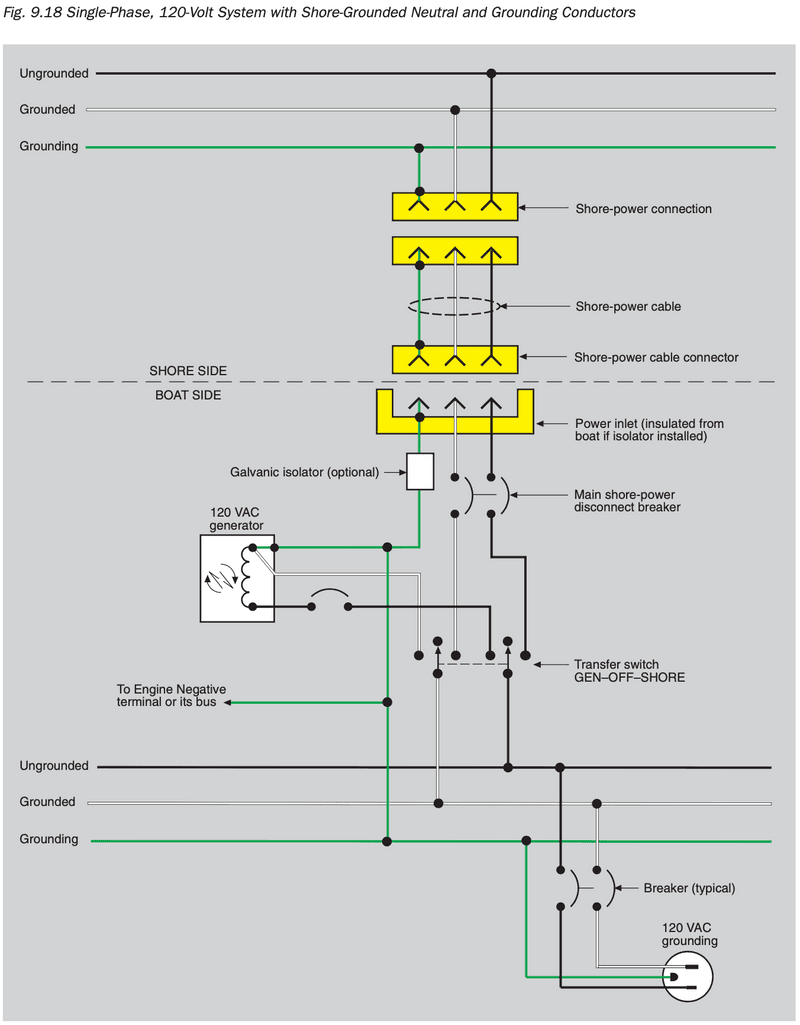 Fig. 9.18 Single-Phase, 120-Volt System with Shore-Grounded Neutral and Grounding Conductors
Ungrounded
Grounded
Grounding
Shore-power connection
Shore-power cable
Shore-power cable connector
SHORE SIDE
BOAT SIDE
Power inlet (insulated from
boat if isolator installed)
Galvanic isolator (optional)
Main shore-power
disconnect breaker
120 VAC
generator
Transfer switch
GEN–OFF–SHORE
To Engine Negative
terminal or its bus
Ungrounded
Grounded
Grounding
Breaker (typical)
120 VAC
grounding